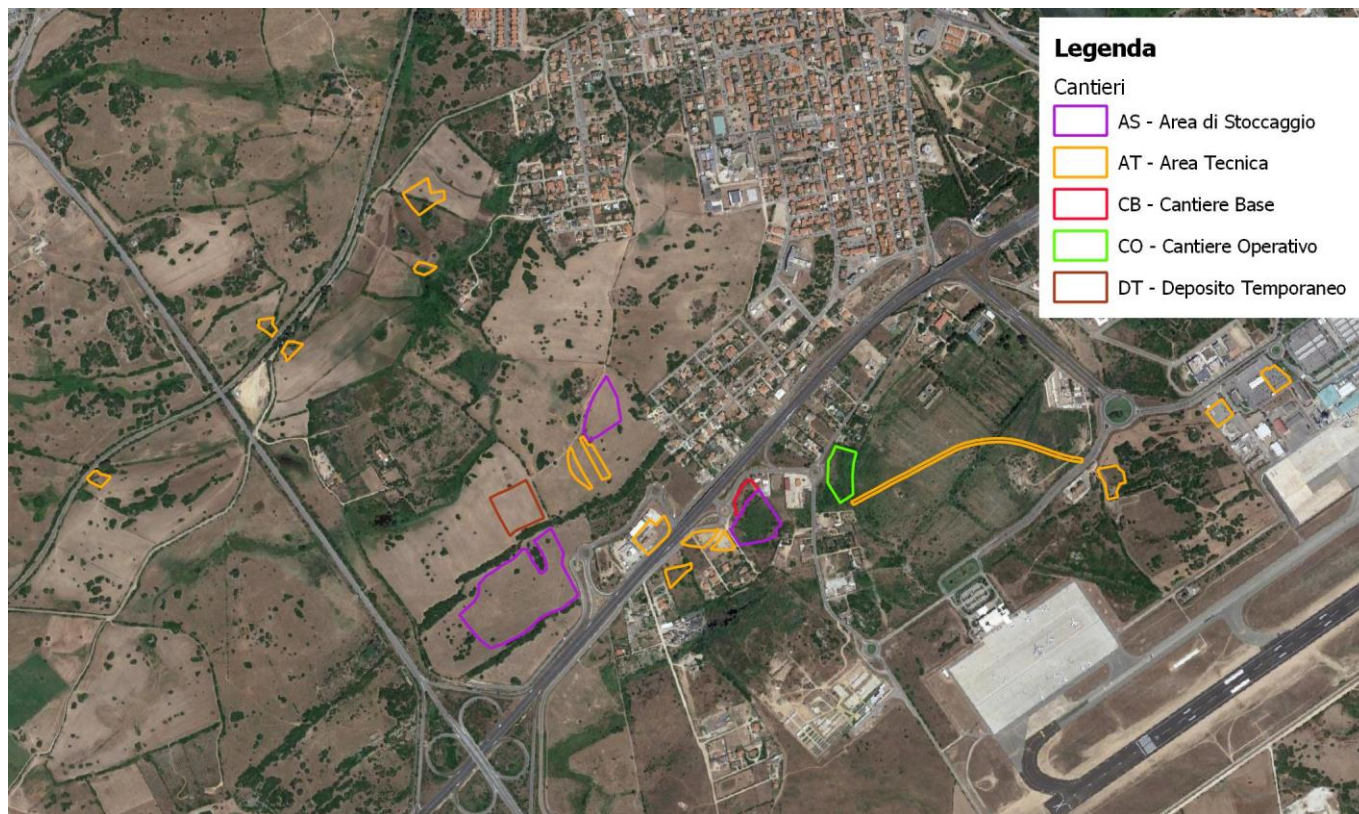 Legenda
Cantieri
AS - Area di Stoccaggio
AT - Area Tecnica
CB - Cantiere Base
CO - Cantiere Operativo
DT - Deposito Temporaneo